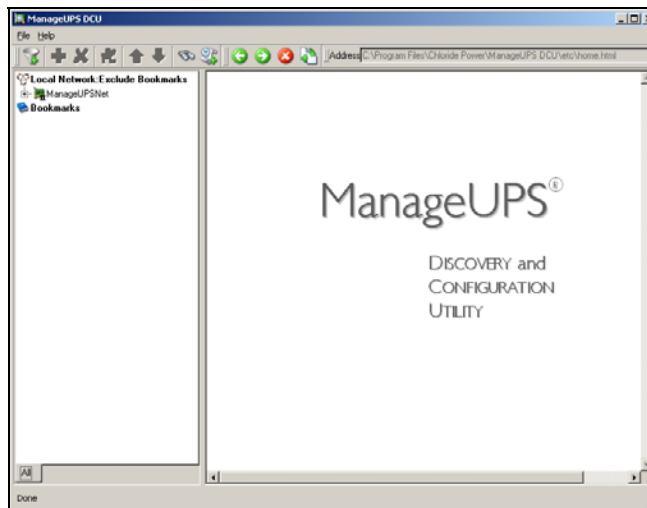 ManageUPS DCU
File Help
Address C:\Program Files\Chloride Power\ManageUPS DCU\etc\home.html
Local Network:Exclude Bookmarks
ManageUPSNet
Bookmarks
ManageUPS®
DISCOVERY and
CONFIGURATION
UTILITY
All
Done